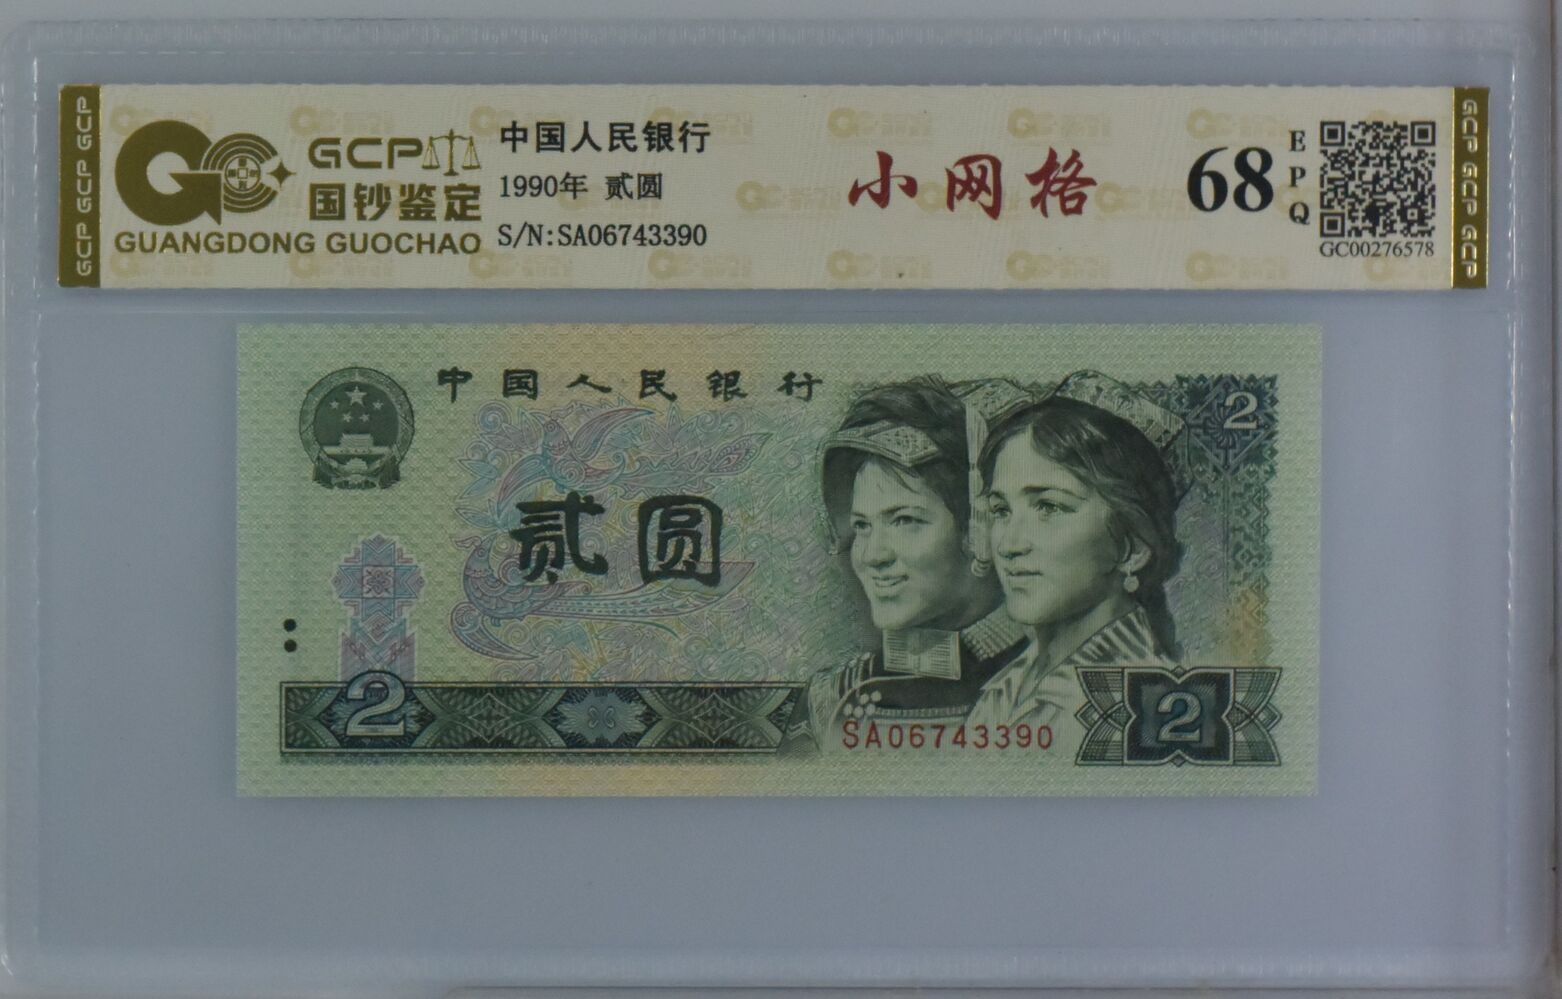 GCP GCP GCP
GCP
国钞鉴定
GUANGDONG GUOCHAO
中国人民银行
1990年 贰圆
S/N:SA06743390
小网格
68
EPQ
GC00276578
GCP GCP GCP
中国人民银行
2
贰圆
2
SA06743390
2